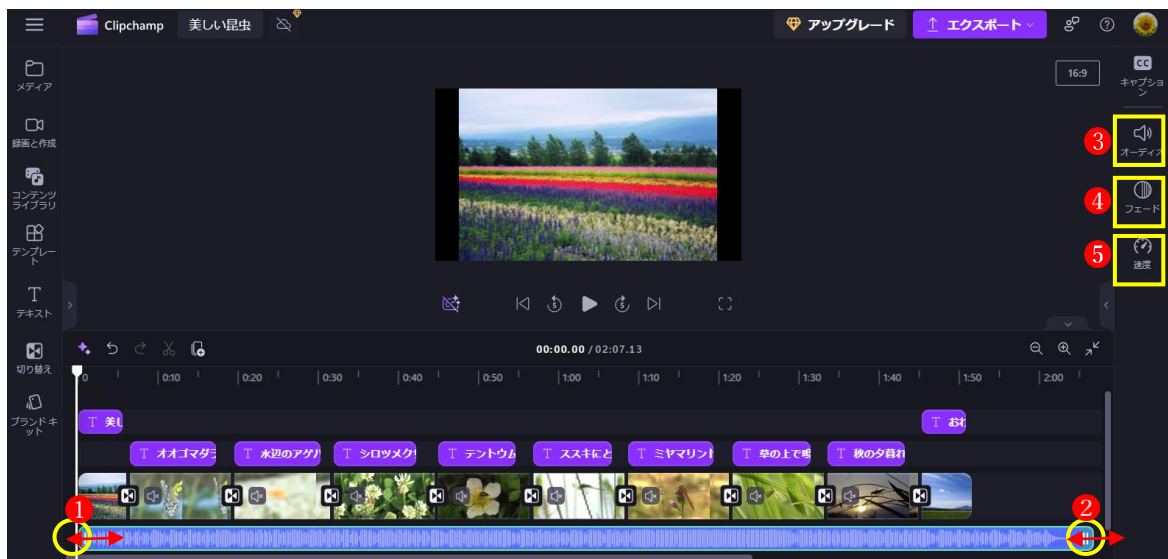 Clipchamp
美しい昆虫
アップグレード
エクスポート
メディア
録画と作成
コンテンツ
ライブラリ
テンプレー
ト
テキスト
切り替え
ブランド キ
ット
16:9
キャプショ
ン
3
オーディオ
4
フェード
5
速度
5
5
00:00.00 / 02:07.13
0
0:10
0:20
0:30
0:40
0:50
1:00
1:10
1:20
1:30
1:40
1:50
2:00
T 美し
T おわ
T オオゴマダラ
T 水辺のアゲハ
T シロツメク
T テントウム
T ススキにと
T ミヤマリント
T 草の上で鳴
T 秋の夕暮れ
1
2